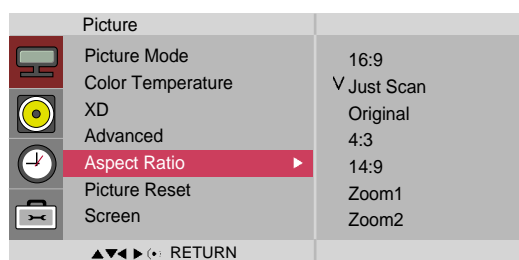 Picture
Picture Mode
Color Temperature
XD
Advanced
Aspect Ratio
Picture Reset
Screen
16:9
Just Scan
Original
4:3
14:9
Zoom1
Zoom2
RETURN